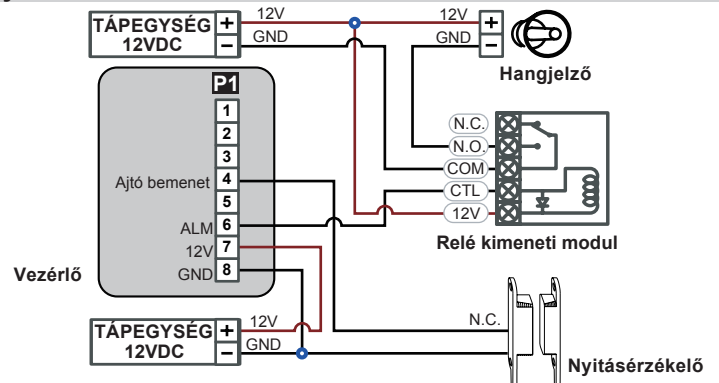 TÁPEGYSÉG
12VDC
+
−
12V
GND
12V
GND
+
−
Hangjelző
P1
1
2
3
4
5
6
7
8
Ajtó bemenet
ALM
12V
GND
Vezérlő
N.C.
N.O.
COM
CTL
12V
Relé kimeneti modul
TÁPEGYSÉG
12VDC
+
−
12V
GND
N.C.
Nyitásérzékelő